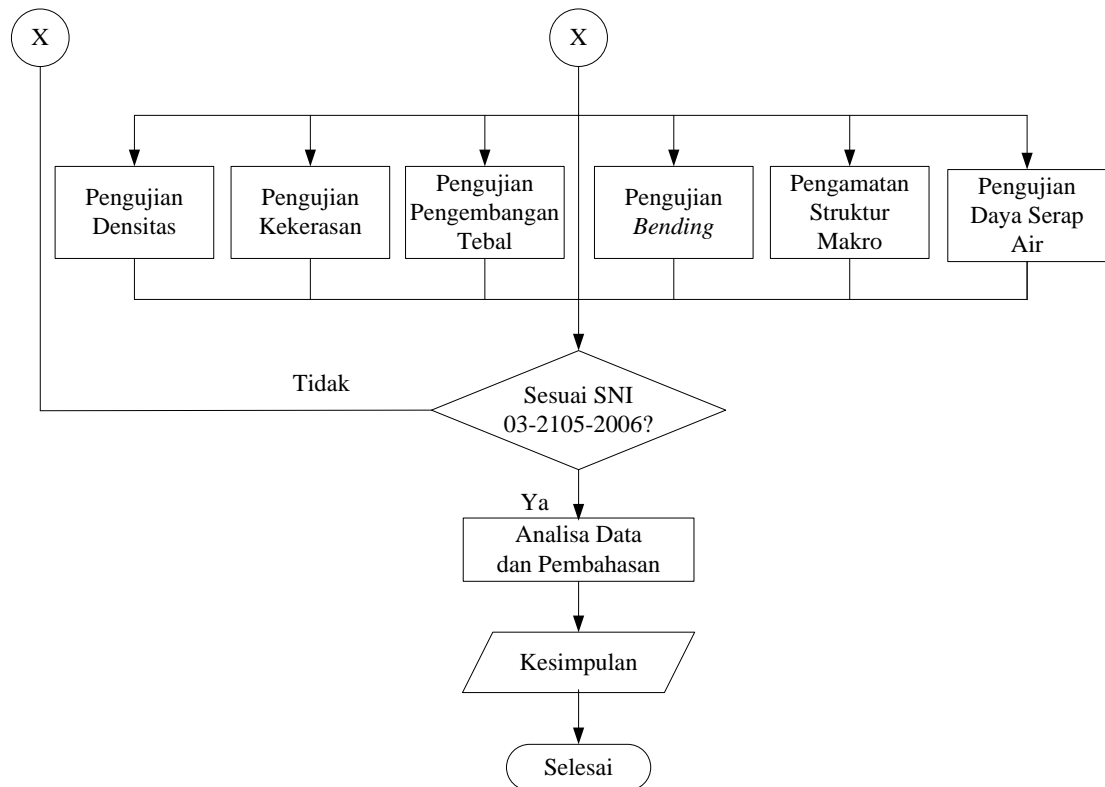 X
X
Pengujian
Densitas
Pengujian
Kekerasan
Pengujian
Pengembangan
Tebal
Pengujian
Bending
Pengamatan
Struktur
Makro
Pengujian
Daya Serap
Air
Tidak
Sesuai SNI
03-2105-2006?
Ya
Analisa Data
dan Pembahasan
Kesimpulan
Selesai